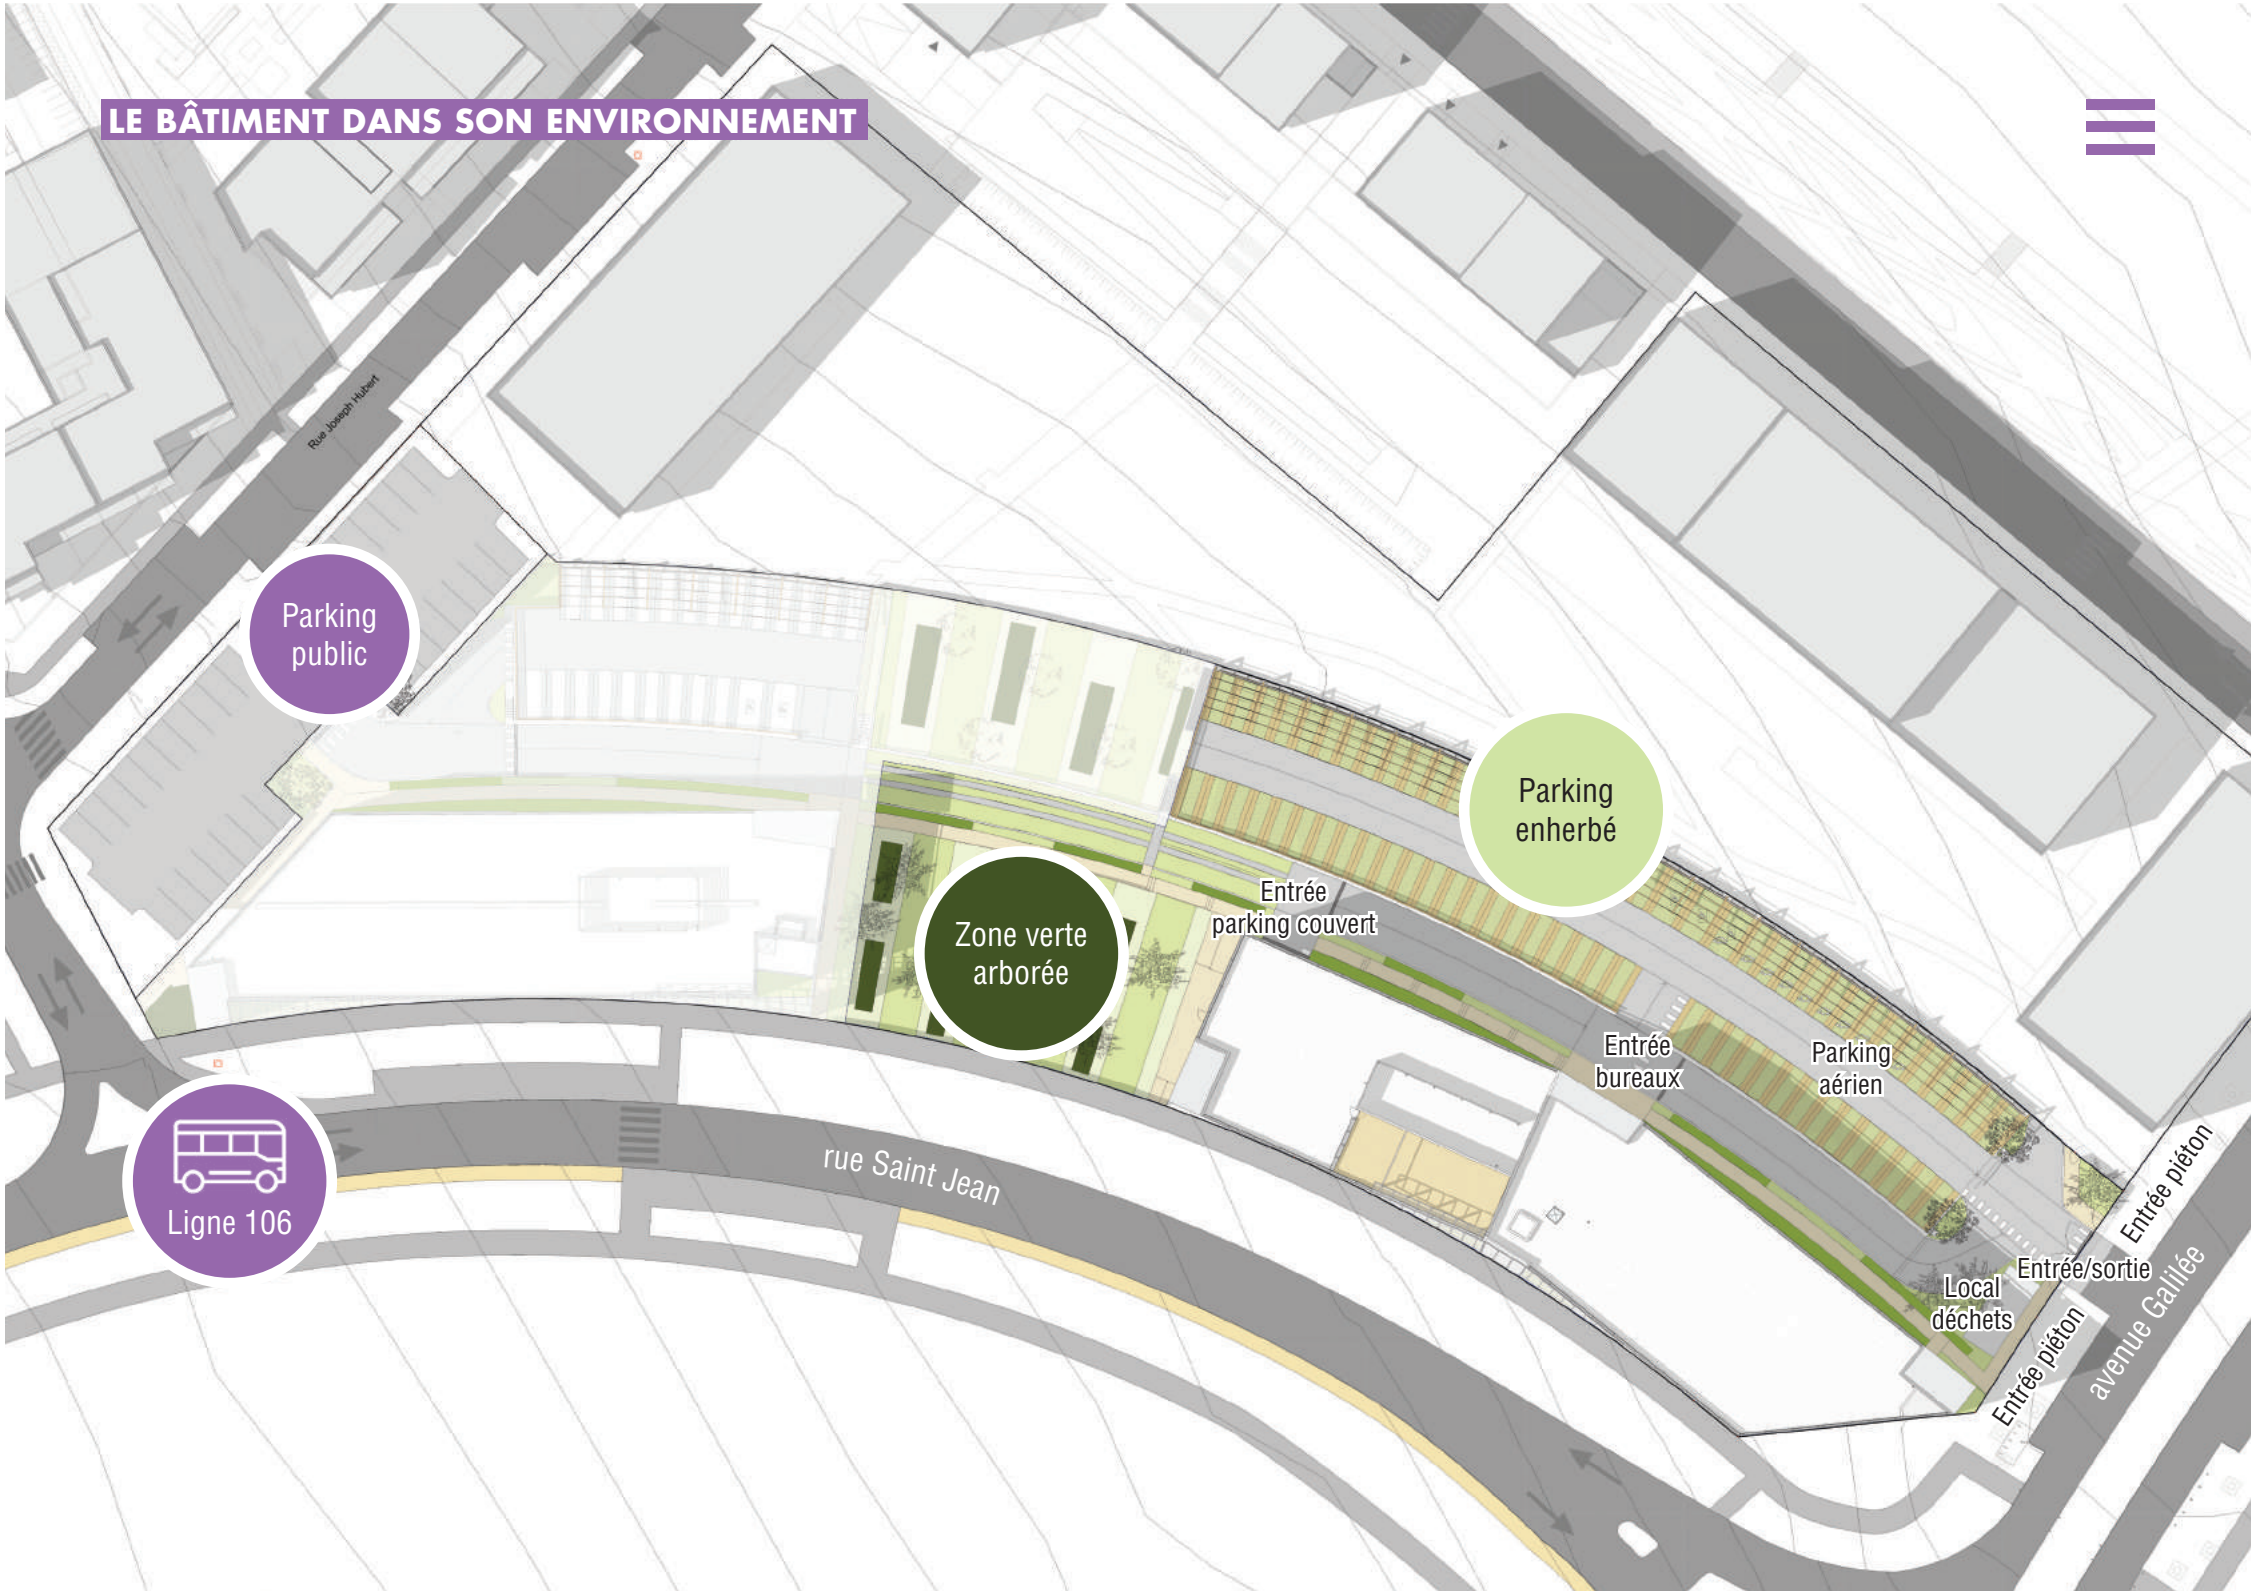 LE BÂTIMENT DANS SON ENVIRONNEMENT
Rue Joseph Hubert
Parking
public
Parking
enherbé
Entrée
parking couvert
Zone verte
arborée
Entrée
bureaux
Parking
aérien
Entrée piéton
rue Saint Jean
Ligne 106
Entrée/sortie
Local
déchets
Entrée piéton
avenue Galilée